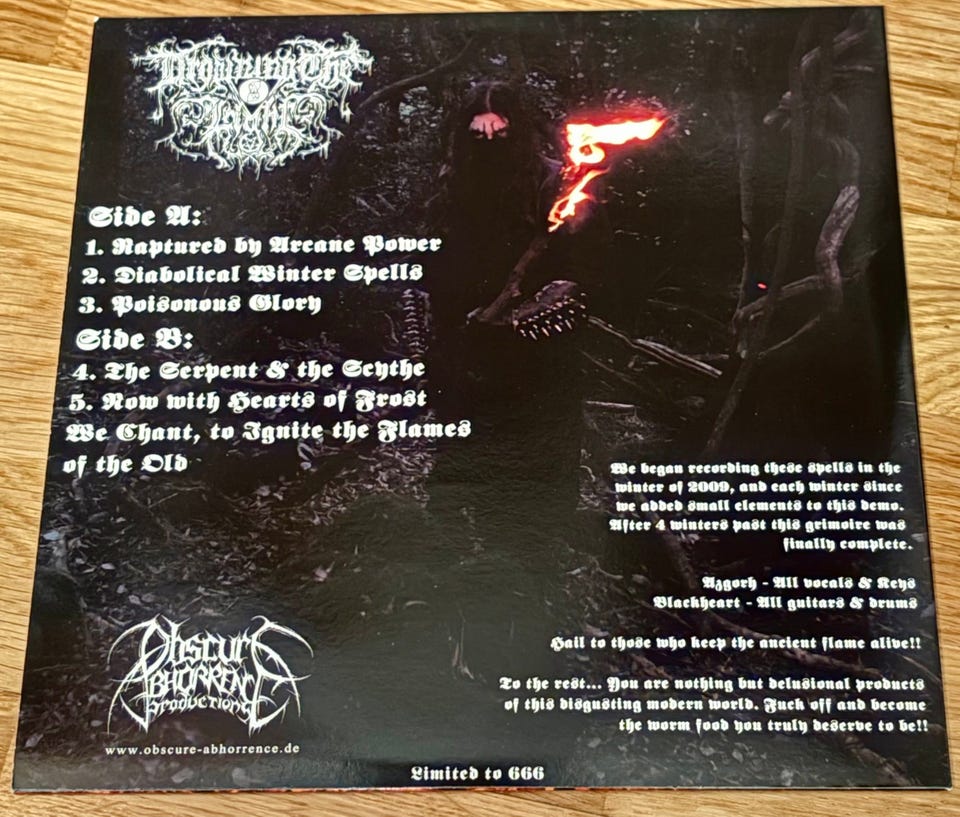 Drowning The
Light
Side A:
1. Raptured by Arcane Power
2. Diabolical Winter Spells
3. Poisonous Glory
Side B:
4. The Serpent & the Scythe
5. Now with Hearts of Frost
We Chant, to Ignite the Flames
of the Old
We began recording these spells in the
winter of 2009, and each winter since
we added small elements to this demo.
After 4 winters past this grimoire was
finally complete.
Azgorh - All vocals & Keys
Blackheart - All guitars & drums
Hail to those who keep the ancient flame alive!!
To the rest... You are nothing but delusional products
of this disgusting modern world. Fuck off and become
the worm food you truly deserve to be!!
Obscure
Abhorrence
Productions
www.obscure-abhorrence.de
Limited to 666